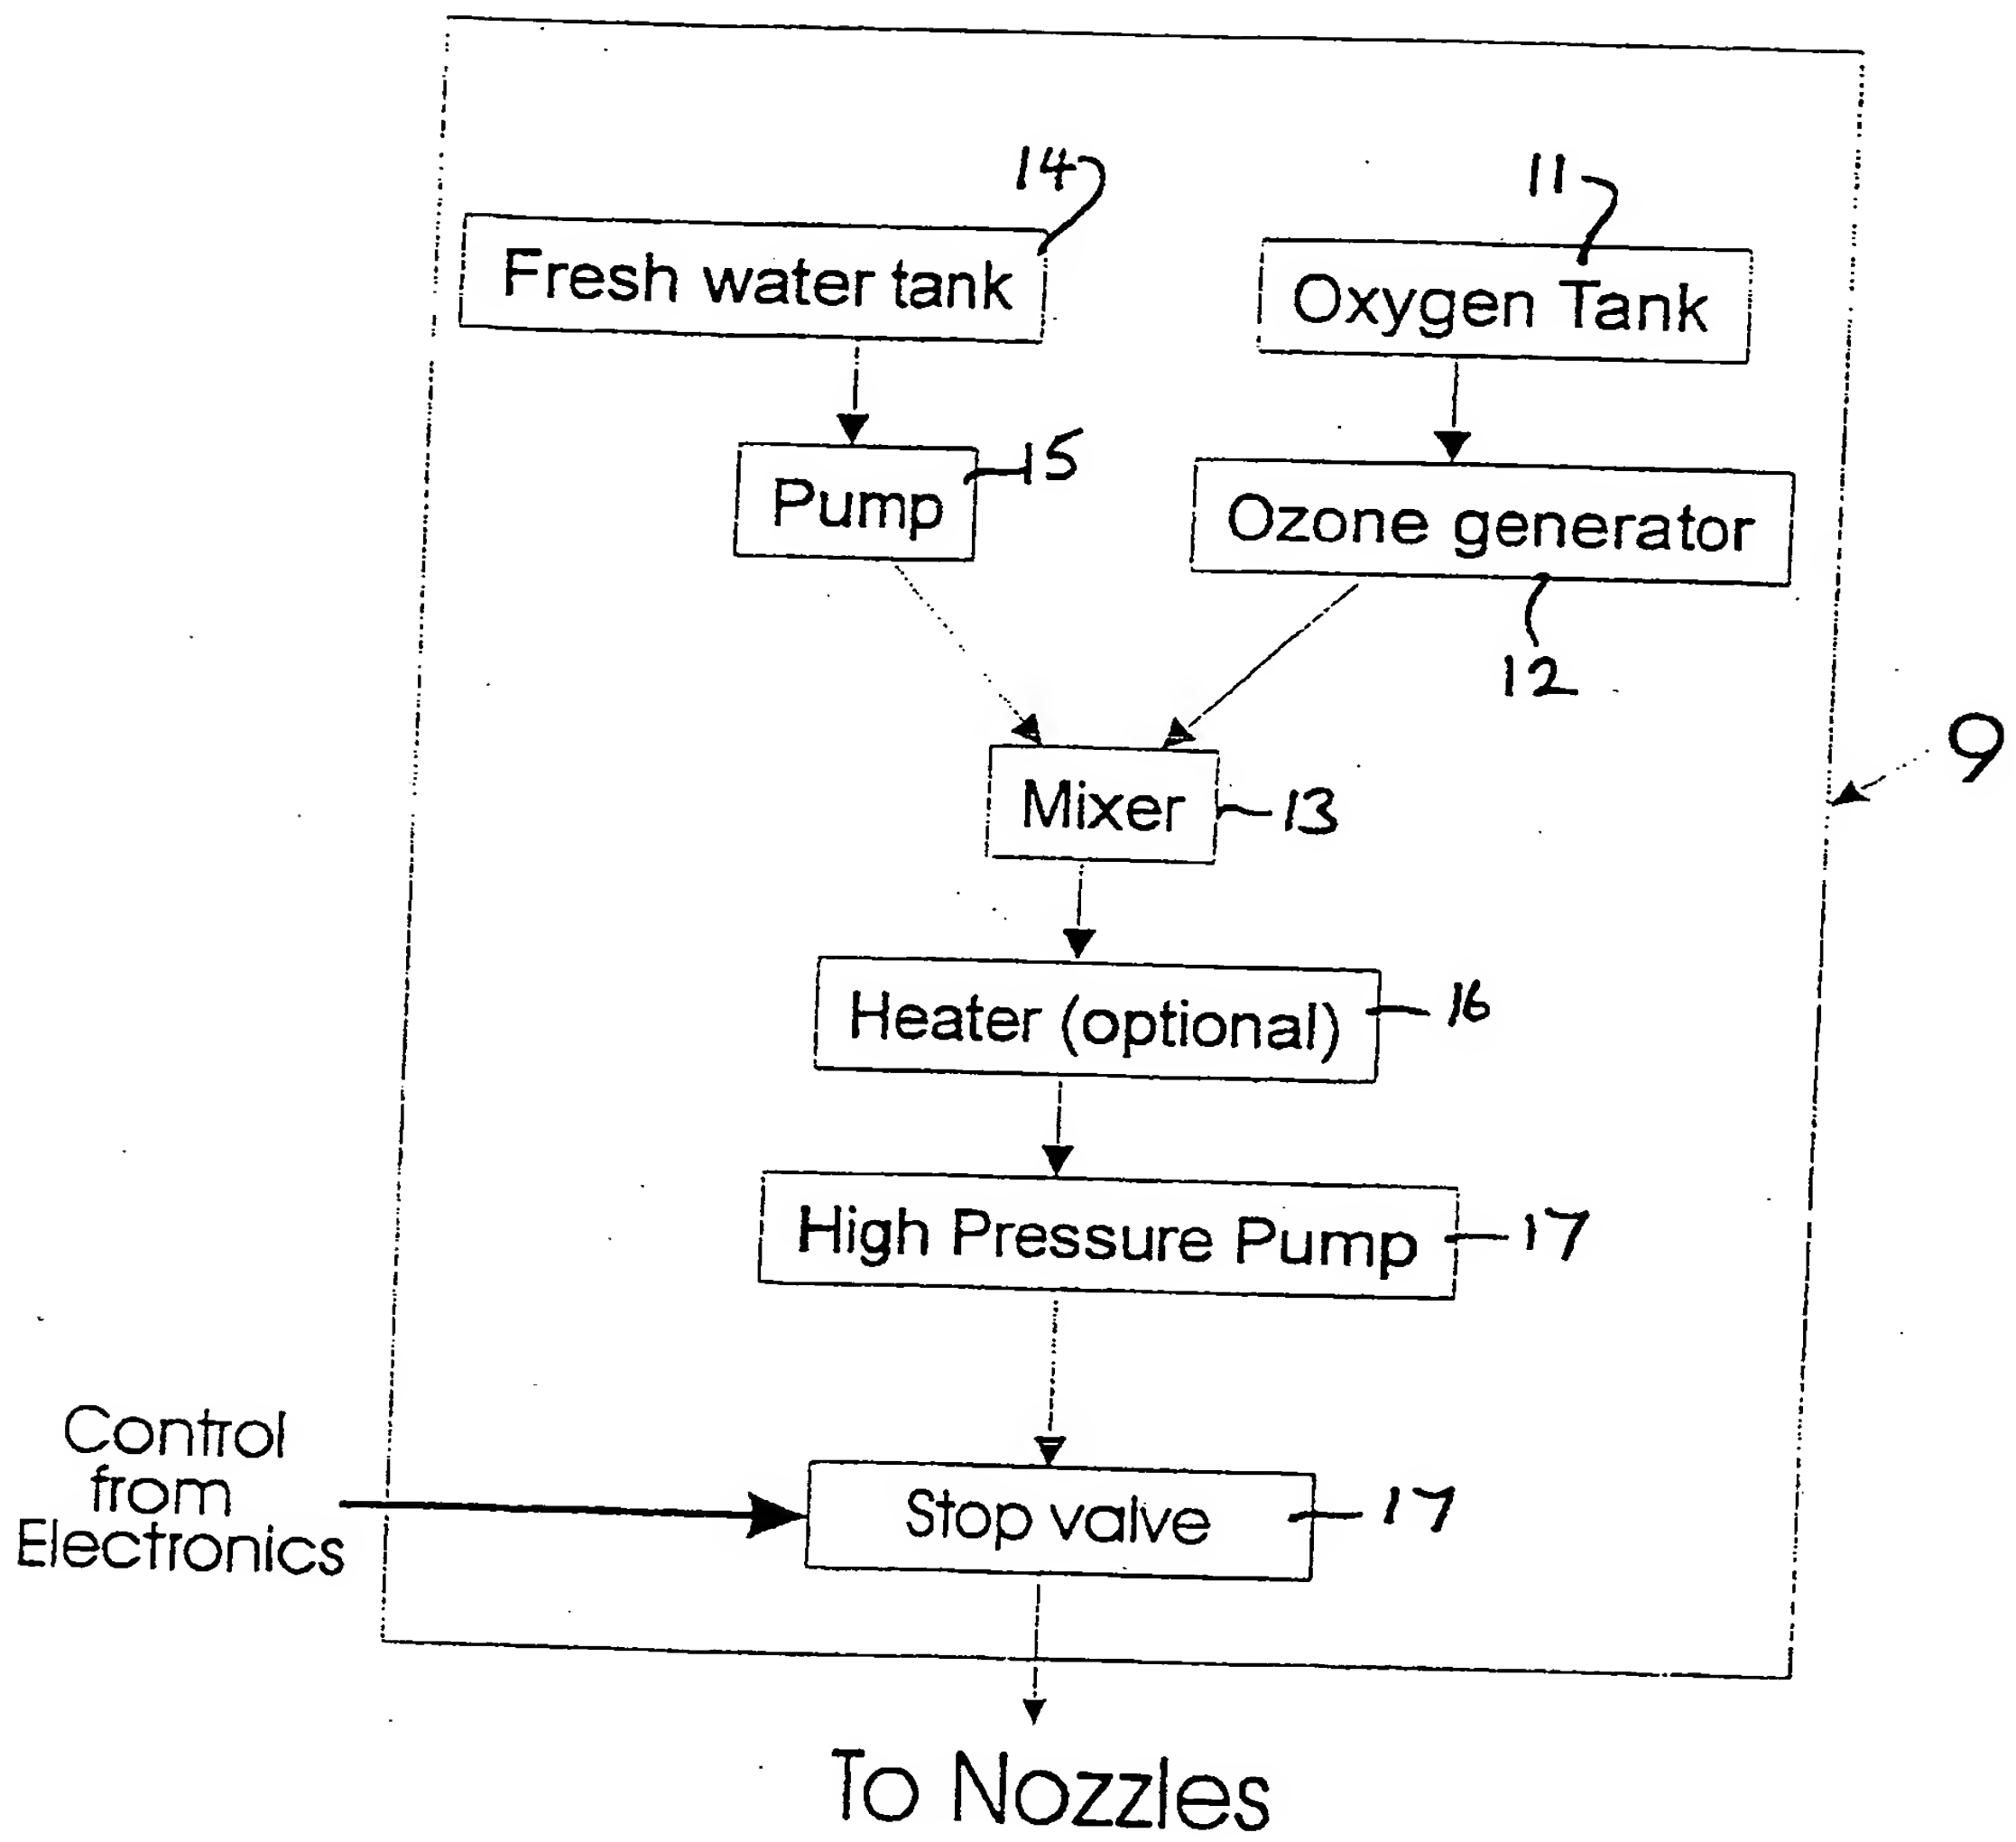 14
11
Fresh water tank
Oxygen Tank
15
Pump
Ozone generator
12
9
Mixer
13
Heater (optional)
16
High Pressure Pump
17
Control
from
Electronics
Stop valve
17
To Nozzles